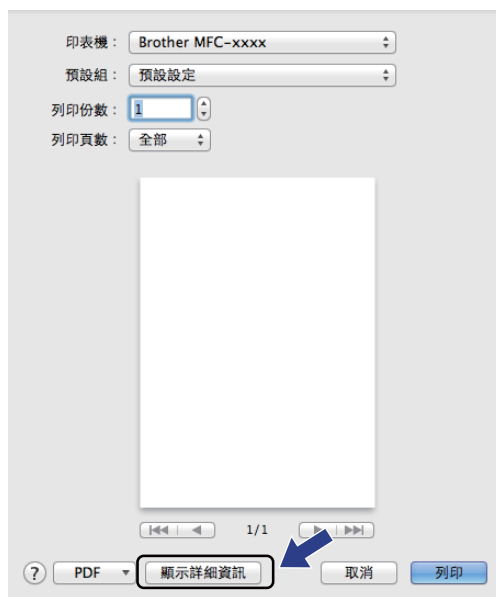 印表機： Brother MFC-xxxx
預設組： 預設設定
列印份數： 1
列印頁數： 全部
1/1
? PDF 顯示詳細資訊 取消 列印